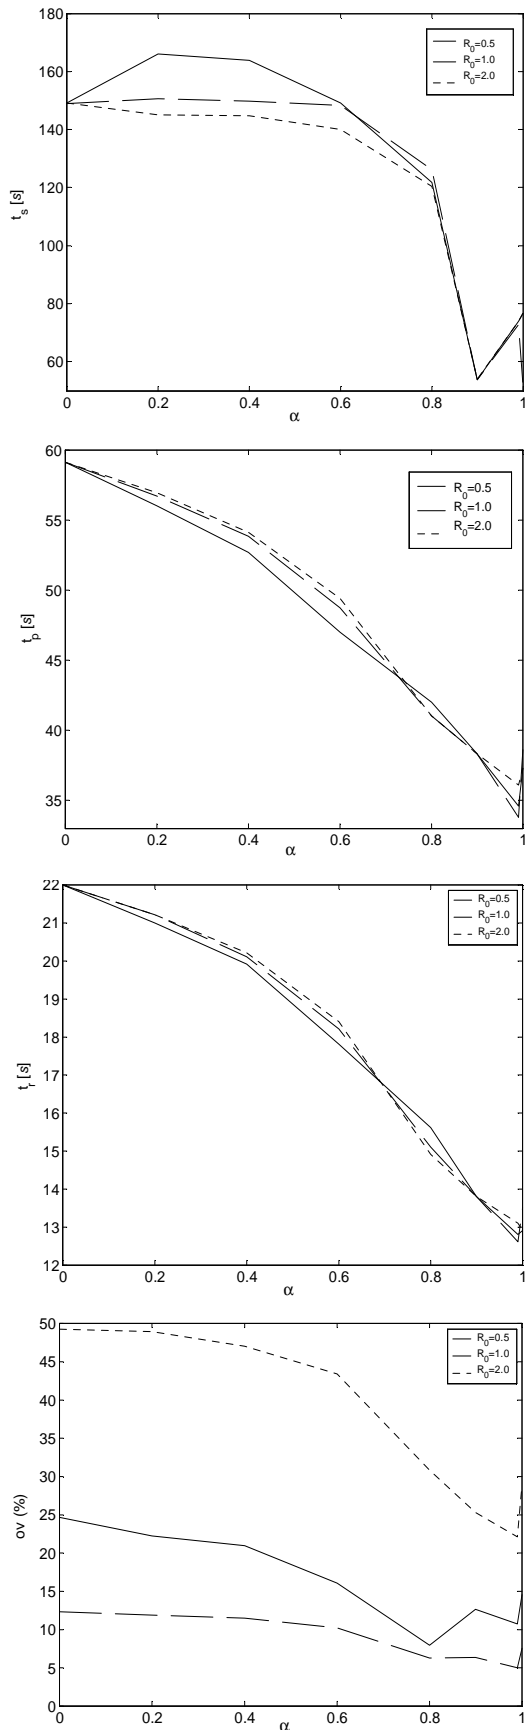 180
160
140
120
100
80
60
t_s [s]
0
0.2
0.4
0.6
0.8
1
α
R_0=0.5
R_0=1.0
R_0=2.0
60
55
50
45
40
35
t_p [s]
0
0.2
0.4
0.6
0.8
1
α
R_0=0.5
R_0=1.0
R_0=2.0
22
21
20
19
18
17
16
15
14
13
12
t_r [s]
0
0.2
0.4
0.6
0.8
1
α
R_0=0.5
R_0=1.0
R_0=2.0
50
45
40
35
30
25
20
15
10
5
0
ov (%)
0
0.2
0.4
0.6
0.8
1
α
R_0=0.5
R_0=1.0
R_0=2.0